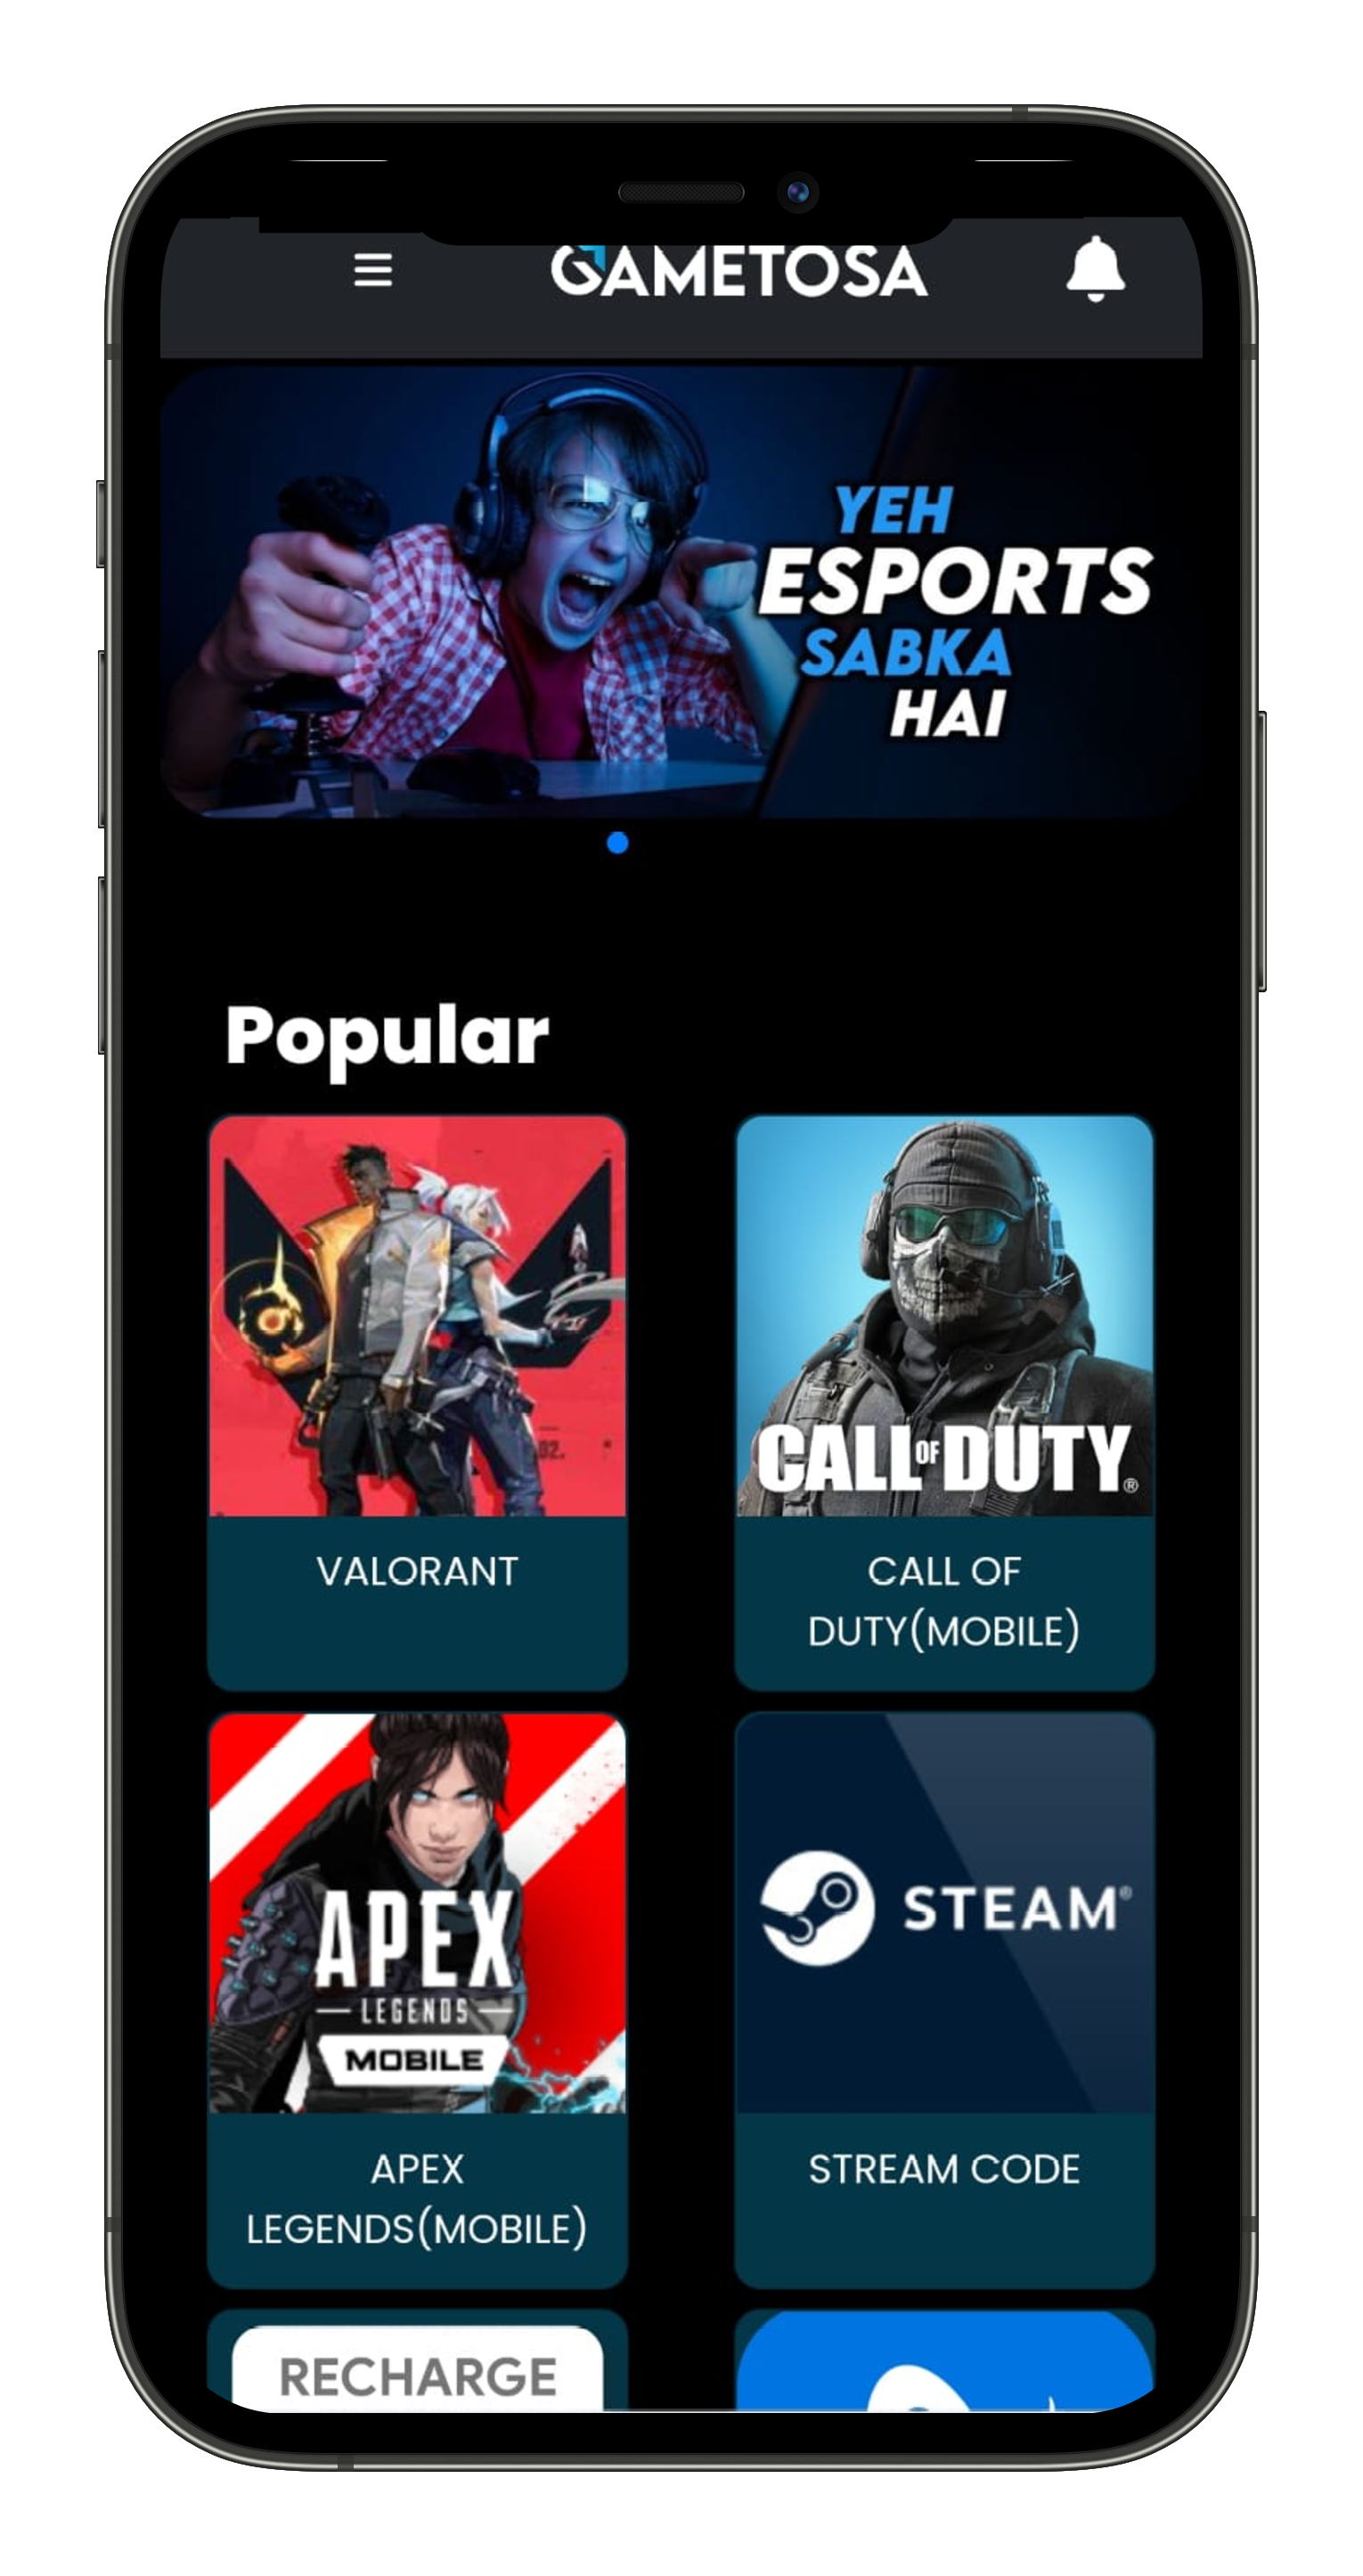 GAMETOSA
YEH
ESPORTS
SABKA
HAI
Popular
CALL OF DUTY®
VALORANT
CALL OF
DUTY(MOBILE)
APEX
LEGENDS
MOBILE
STEAM®
APEX
LEGENDS(MOBILE)
STREAM CODE
RECHARGE